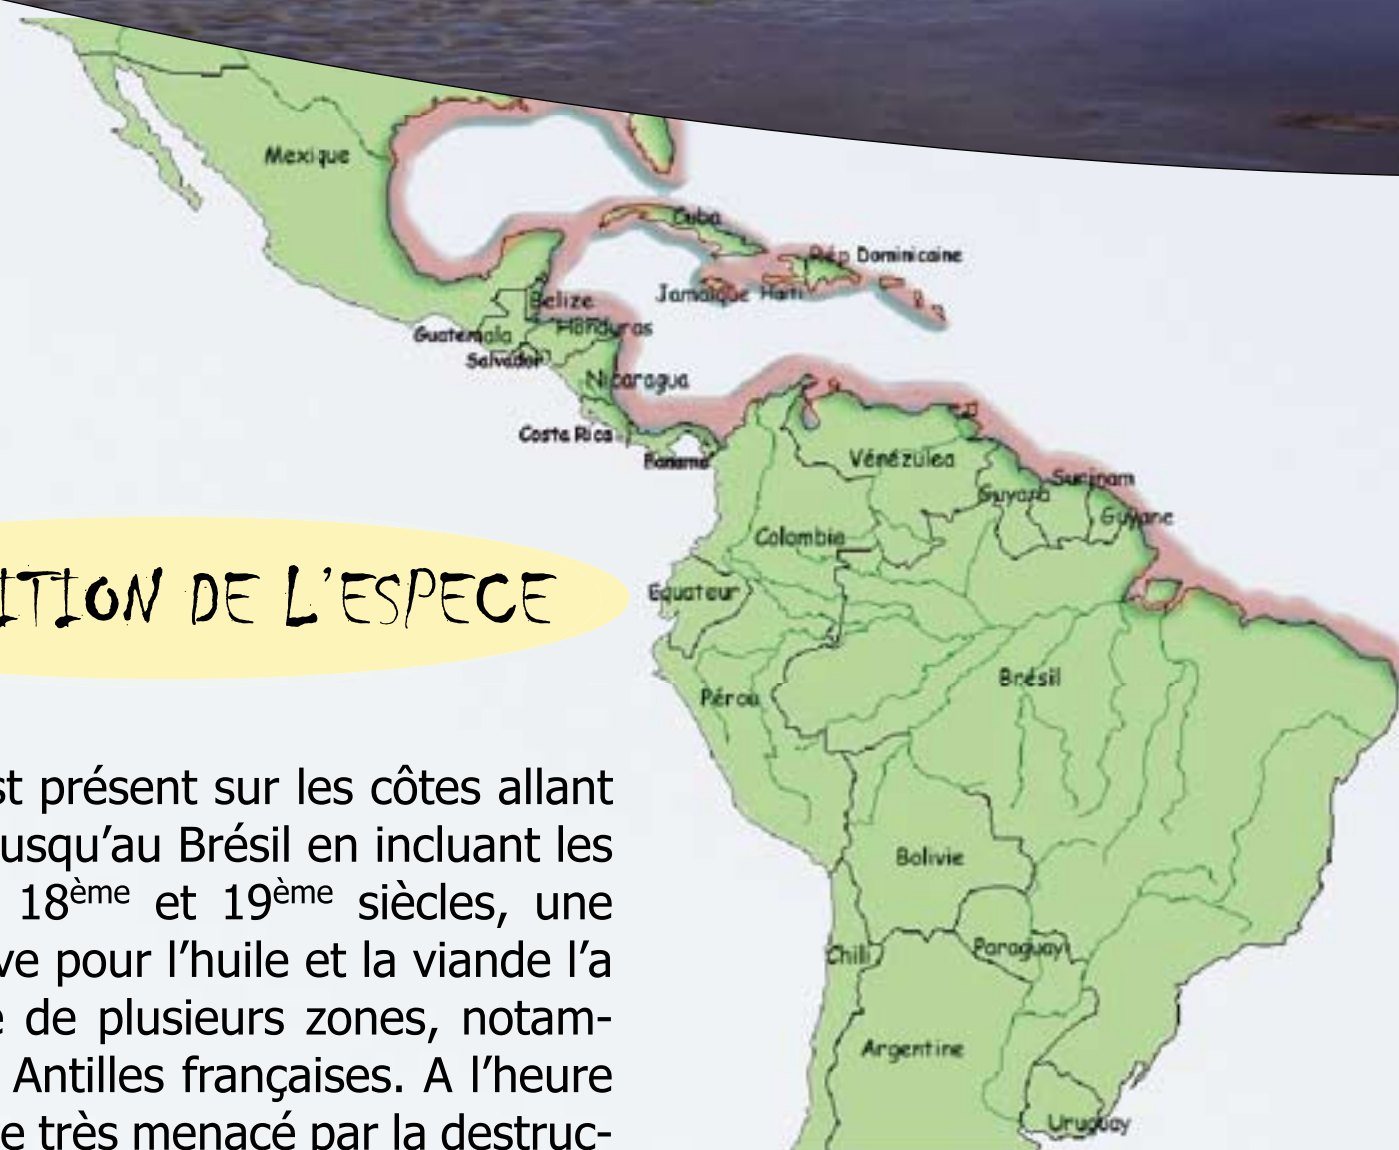 Mexique
Cuba
Rép Dominicaine
Jamaïque Haïti
Belize
Honduras
Guatemala
Salvador
Nicaragua
Costa Rica
Panama
Vénézulea
Surinam
Guyana
Guyane
Colombie
Equateur
Brésil
Pérou
Bolivie
Chili
Paraguay
Argentine
Uruguay
ITION DE L'ESPECE
st présent sur les côtes allant
usqu'au Brésil en incluant les
18ème et 19ème siècles, une
ve pour l'huile et la viande l'a
e de plusieurs zones, notam-
Antilles françaises. A l'heure
e très menacé par la destruc-